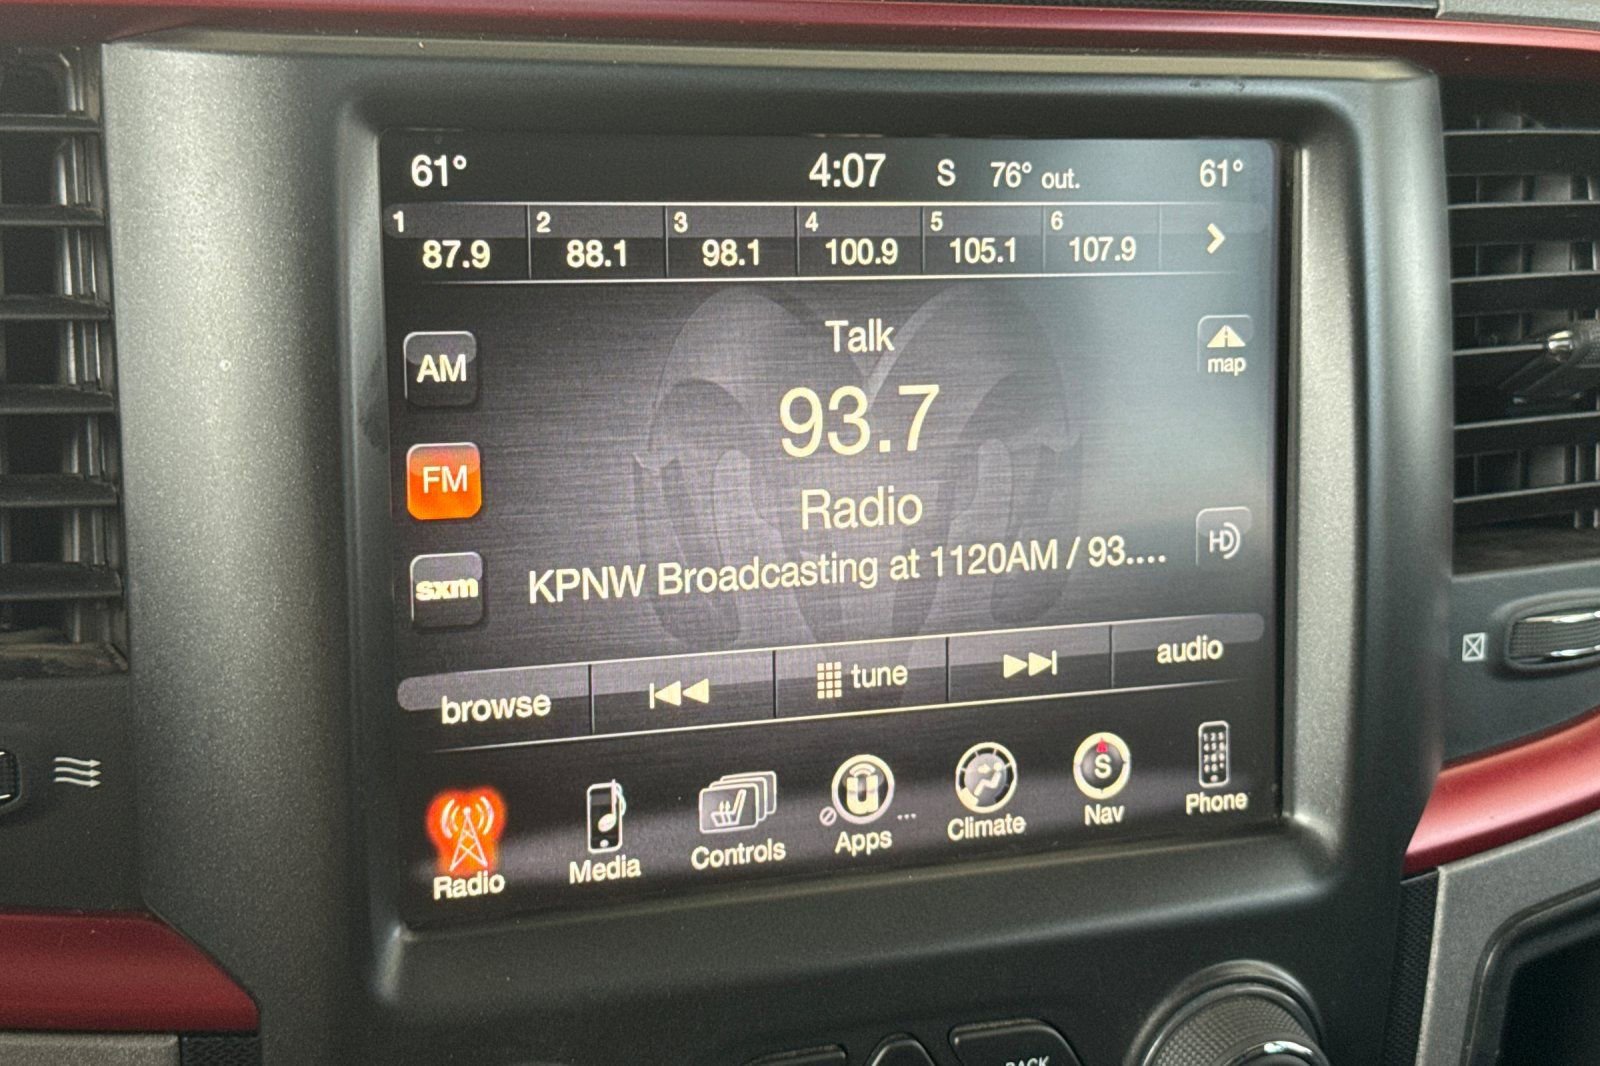 61° 4:07 S 76° out. 61°
1 2 3 4 5 6
87.9 88.1 98.1 100.9 105.1 107.9
Talk
map
AM
93.7
FM
Radio
HD
sxm
KPNW Broadcasting at 1120AM / 93....
browse tune audio
Radio Media Controls Apps ... Climate S Nav Phone
BACK